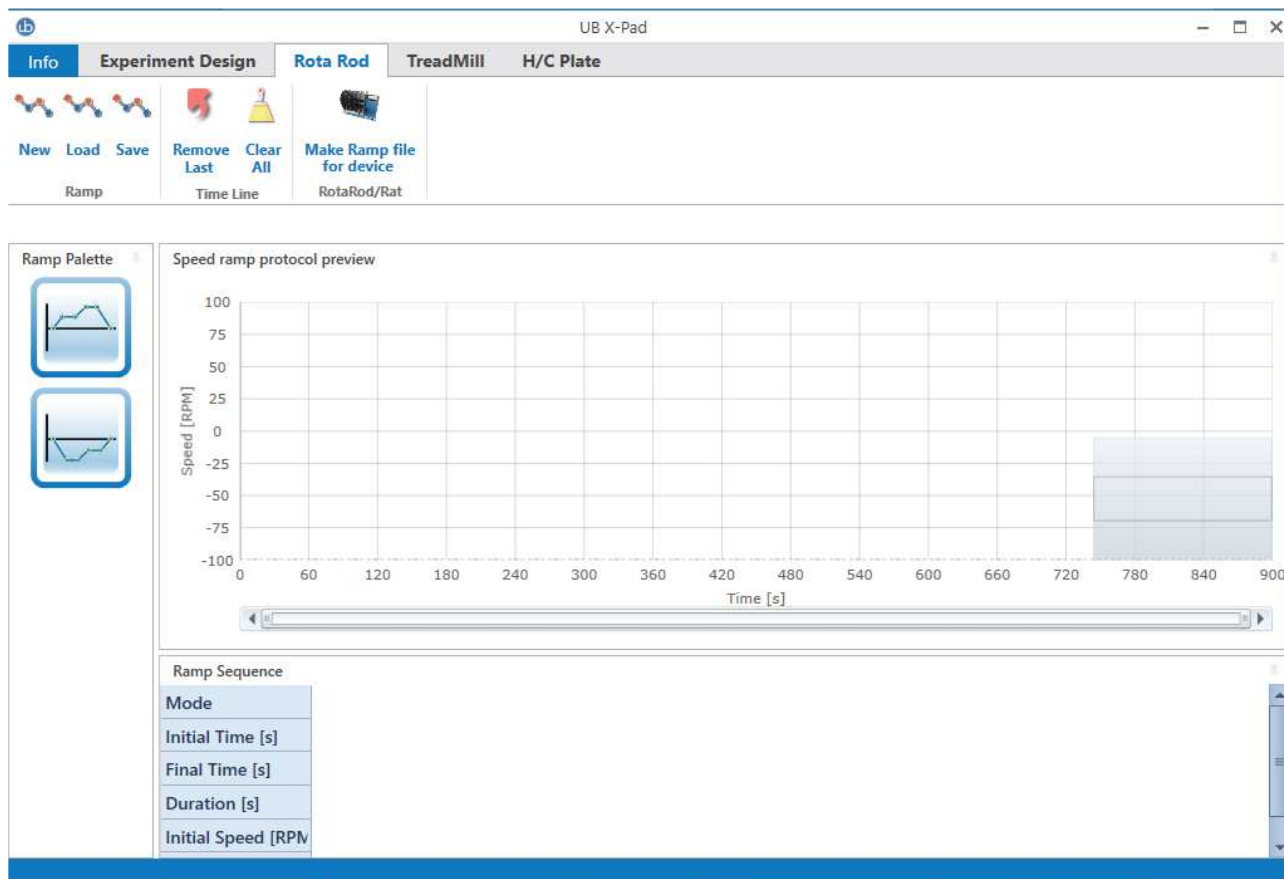 UB X-Pad
Info Experiment Design Rota Rod TreadMill H/C Plate
New Load Save Remove Last Clear All Make Ramp file for device
Ramp Time Line RotaRod/Rat
Ramp Palette
Speed ramp protocol preview
100
75
50
25
0
-25
-50
-75
-100
Speed [RPM]
0 60 120 180 240 300 360 420 480 540 600 660 720 780 840 900
Time [s]
Ramp Sequence
Mode
Initial Time [s]
Final Time [s]
Duration [s]
Initial Speed [RPM